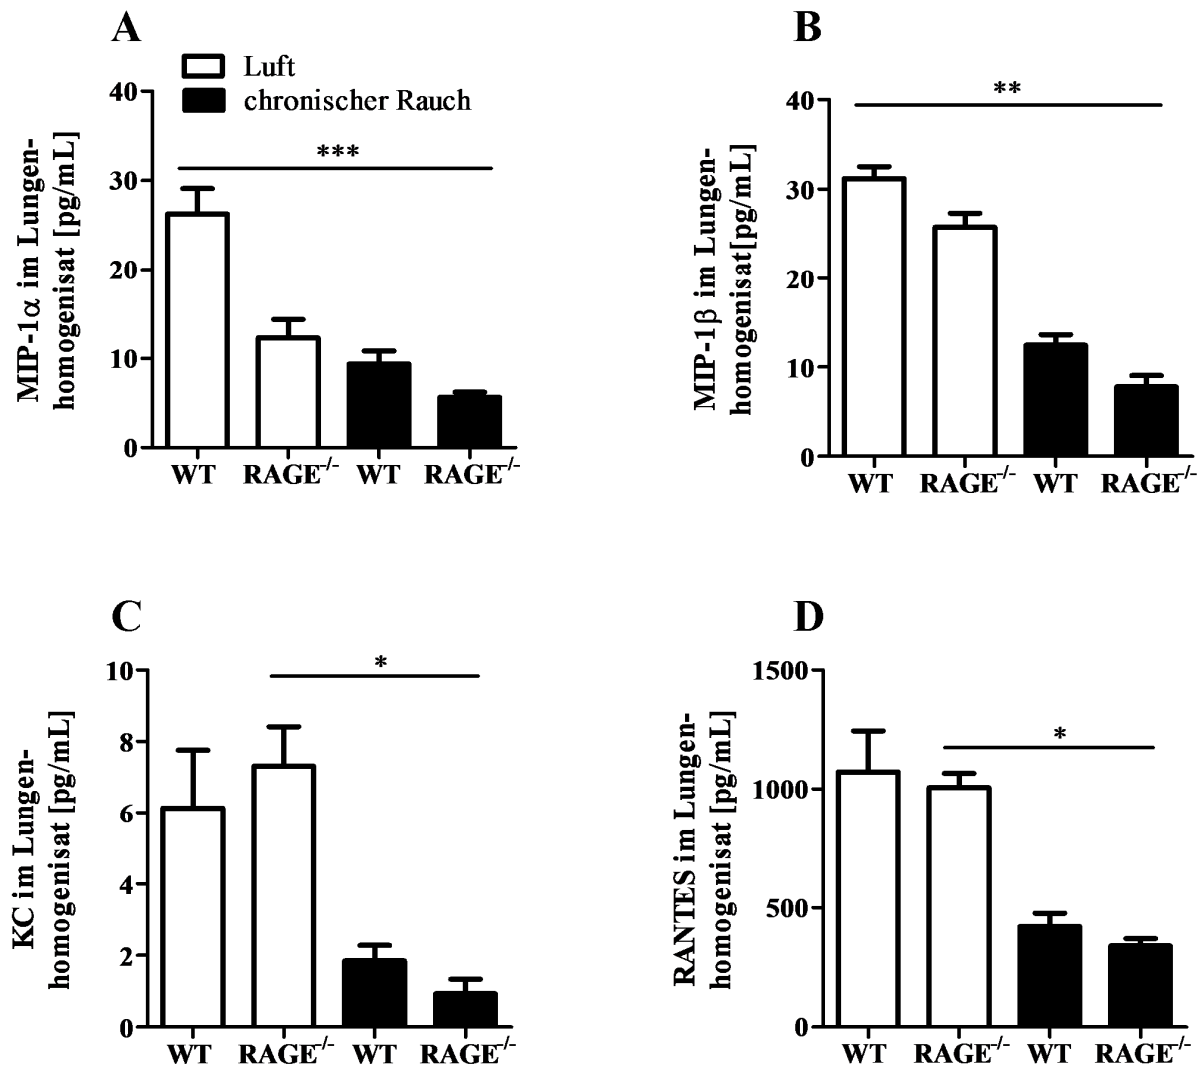 A
Luft
chronischer Rauch
MIP-1α im Lungen-
homogenisat [pg/mL]
40
30
20
10
0
***
WT RAGE-/- WT RAGE-/-
B
MIP-1β im Lungen-
homogenisat[pg/mL]
40
30
20
10
0
**
WT RAGE-/- WT RAGE-/-
C
KC im Lungen-
homogenisat [pg/mL]
10
8
6
4
2
0
*
WT RAGE-/- WT RAGE-/-
D
RANTES im Lungen-
homogenisat [pg/mL]
1500
1000
500
0
*
WT RAGE-/- WT RAGE-/-